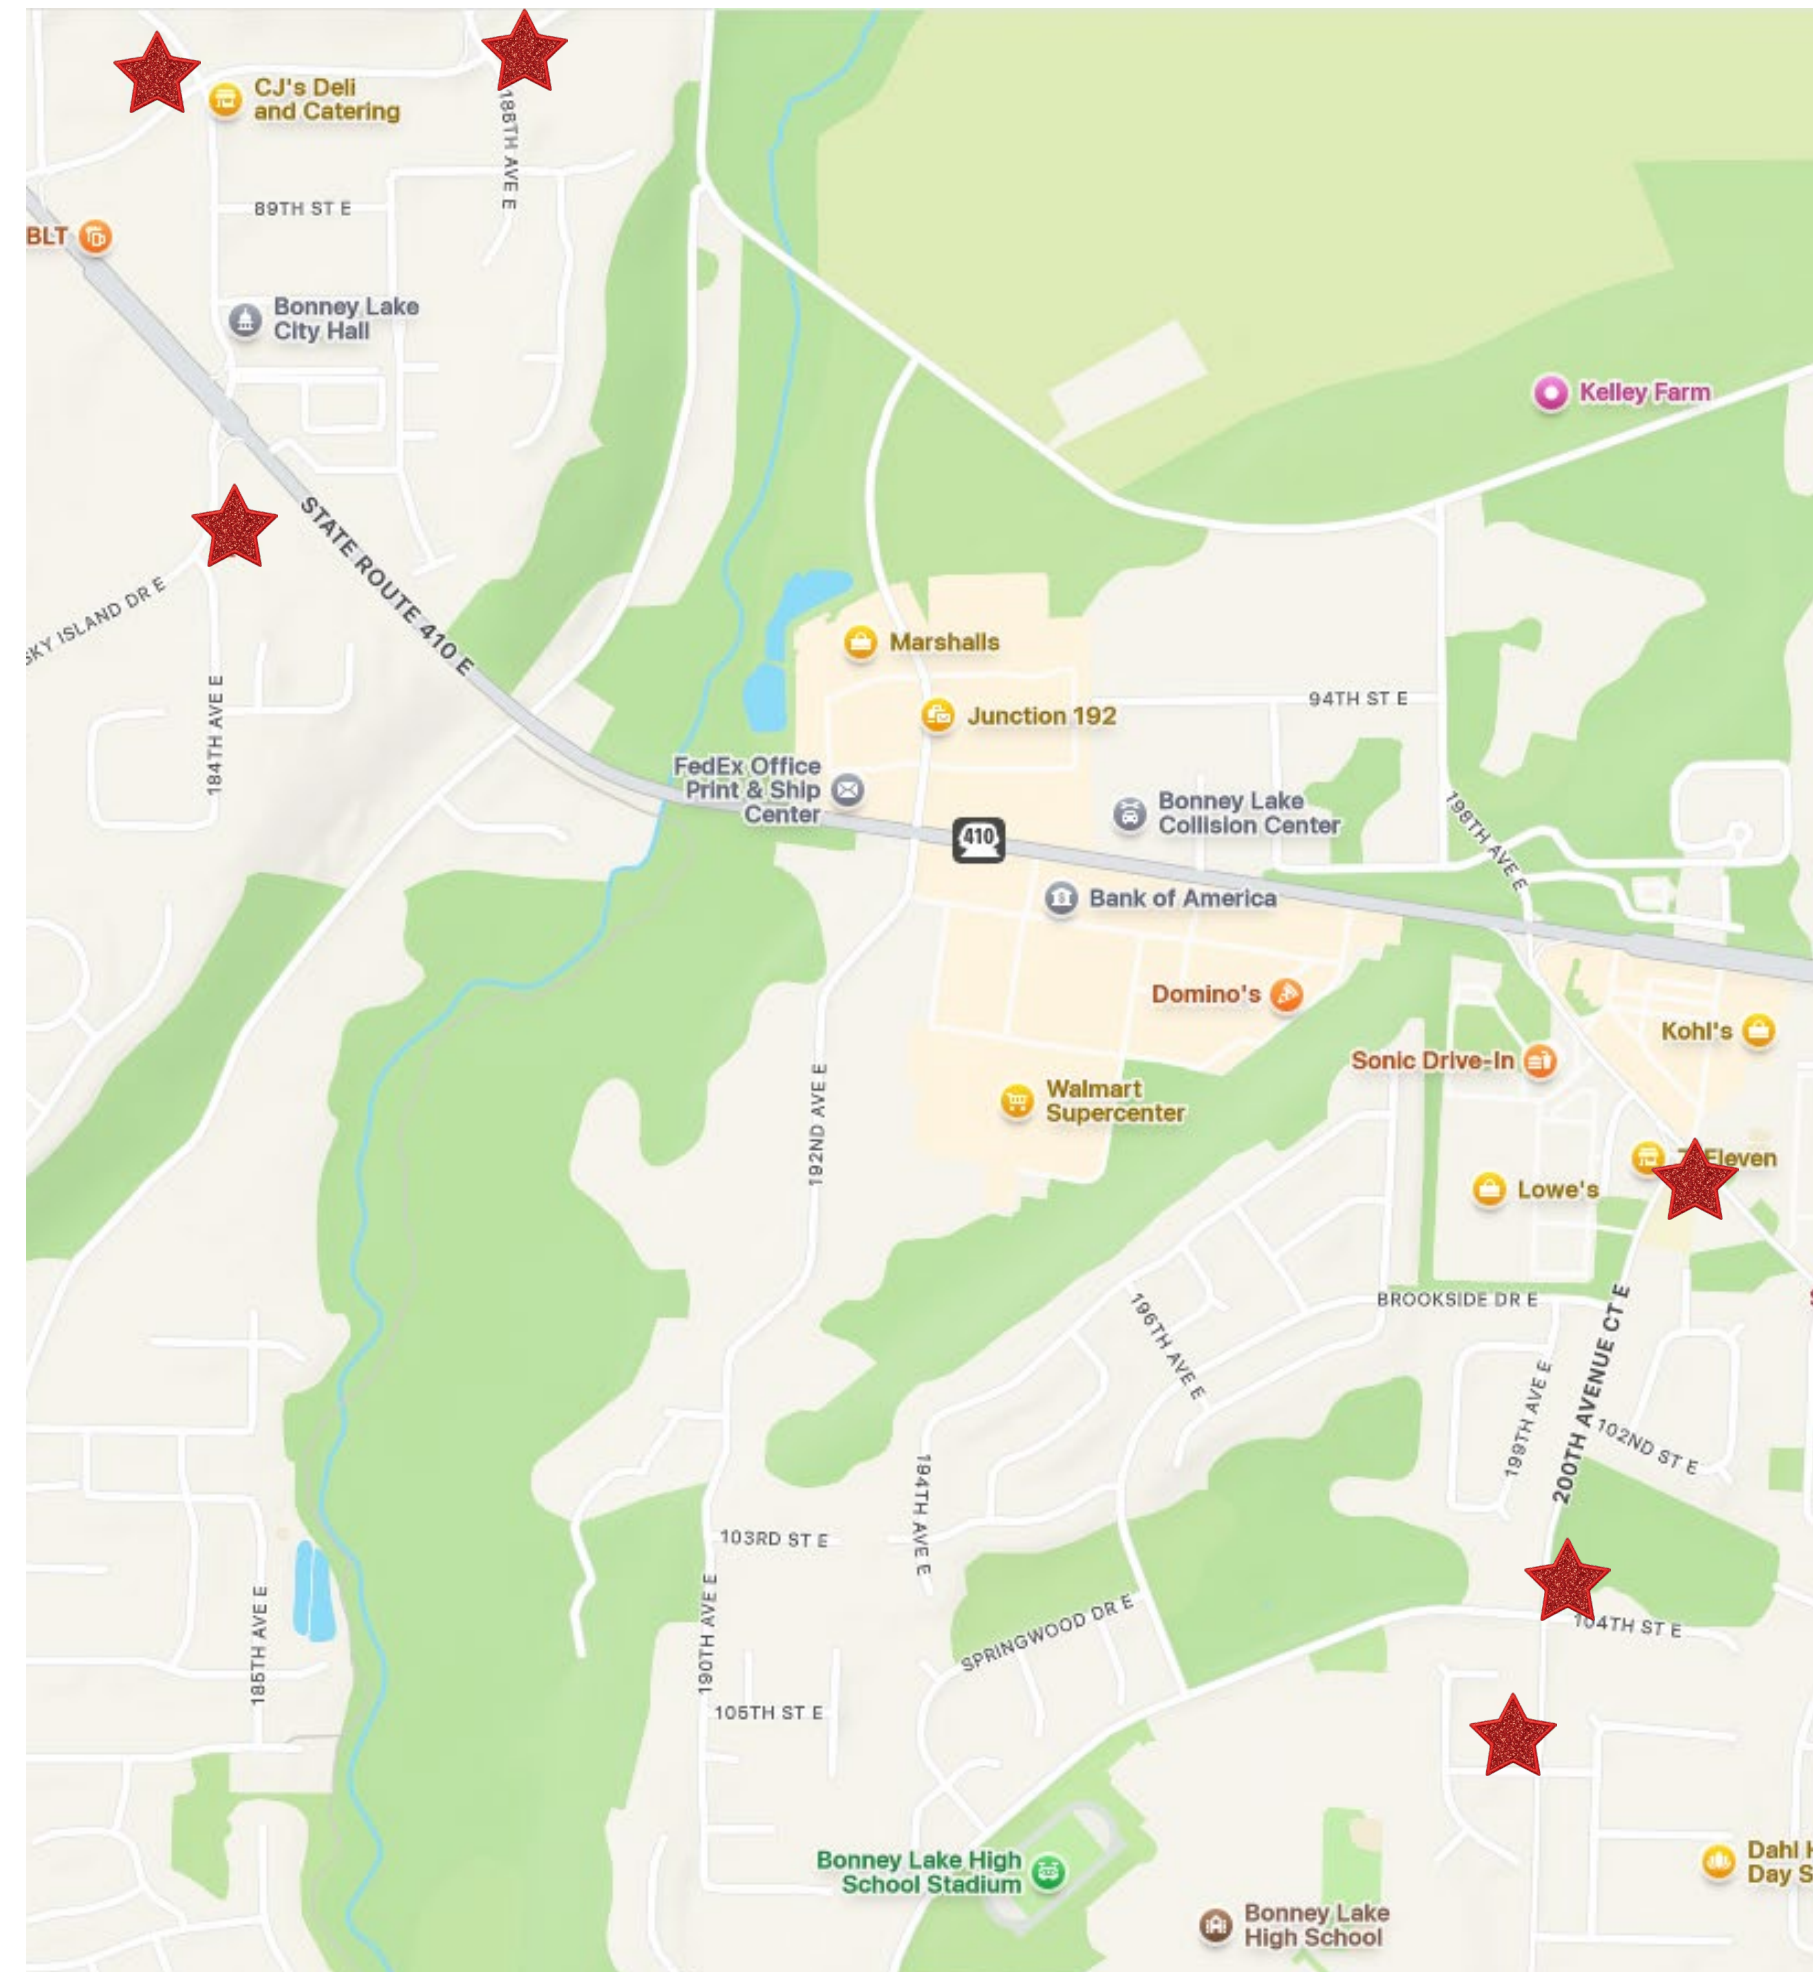 CJ's Deli
and Catering
188TH AVE E
89TH ST E
BLT
Bonney Lake
City Hall
Kelley Farm
STATE ROUTE 410 E
SKY ISLAND DR E
184TH AVE E
Marshalls
Junction 192
94TH ST E
FedEx Office
Print & Ship
Center
410
Bonney Lake
Collision Center
198TH AVE E
Bank of America
Domino's
Kohl's
Sonic Drive-In
Walmart
Supercenter
192ND AVE E
Eleven
Lowe's
BROOKSIDE DR E
196TH AVE E
200TH AVENUE CT E
199TH AVE E
102ND ST E
194TH AVE E
103RD ST E
190TH AVE E
185TH AVE E
SPRINGWOOD DR E
104TH ST E
105TH ST E
Bonney Lake High
School Stadium
Bonney Lake
High School
Dahl H
Day S